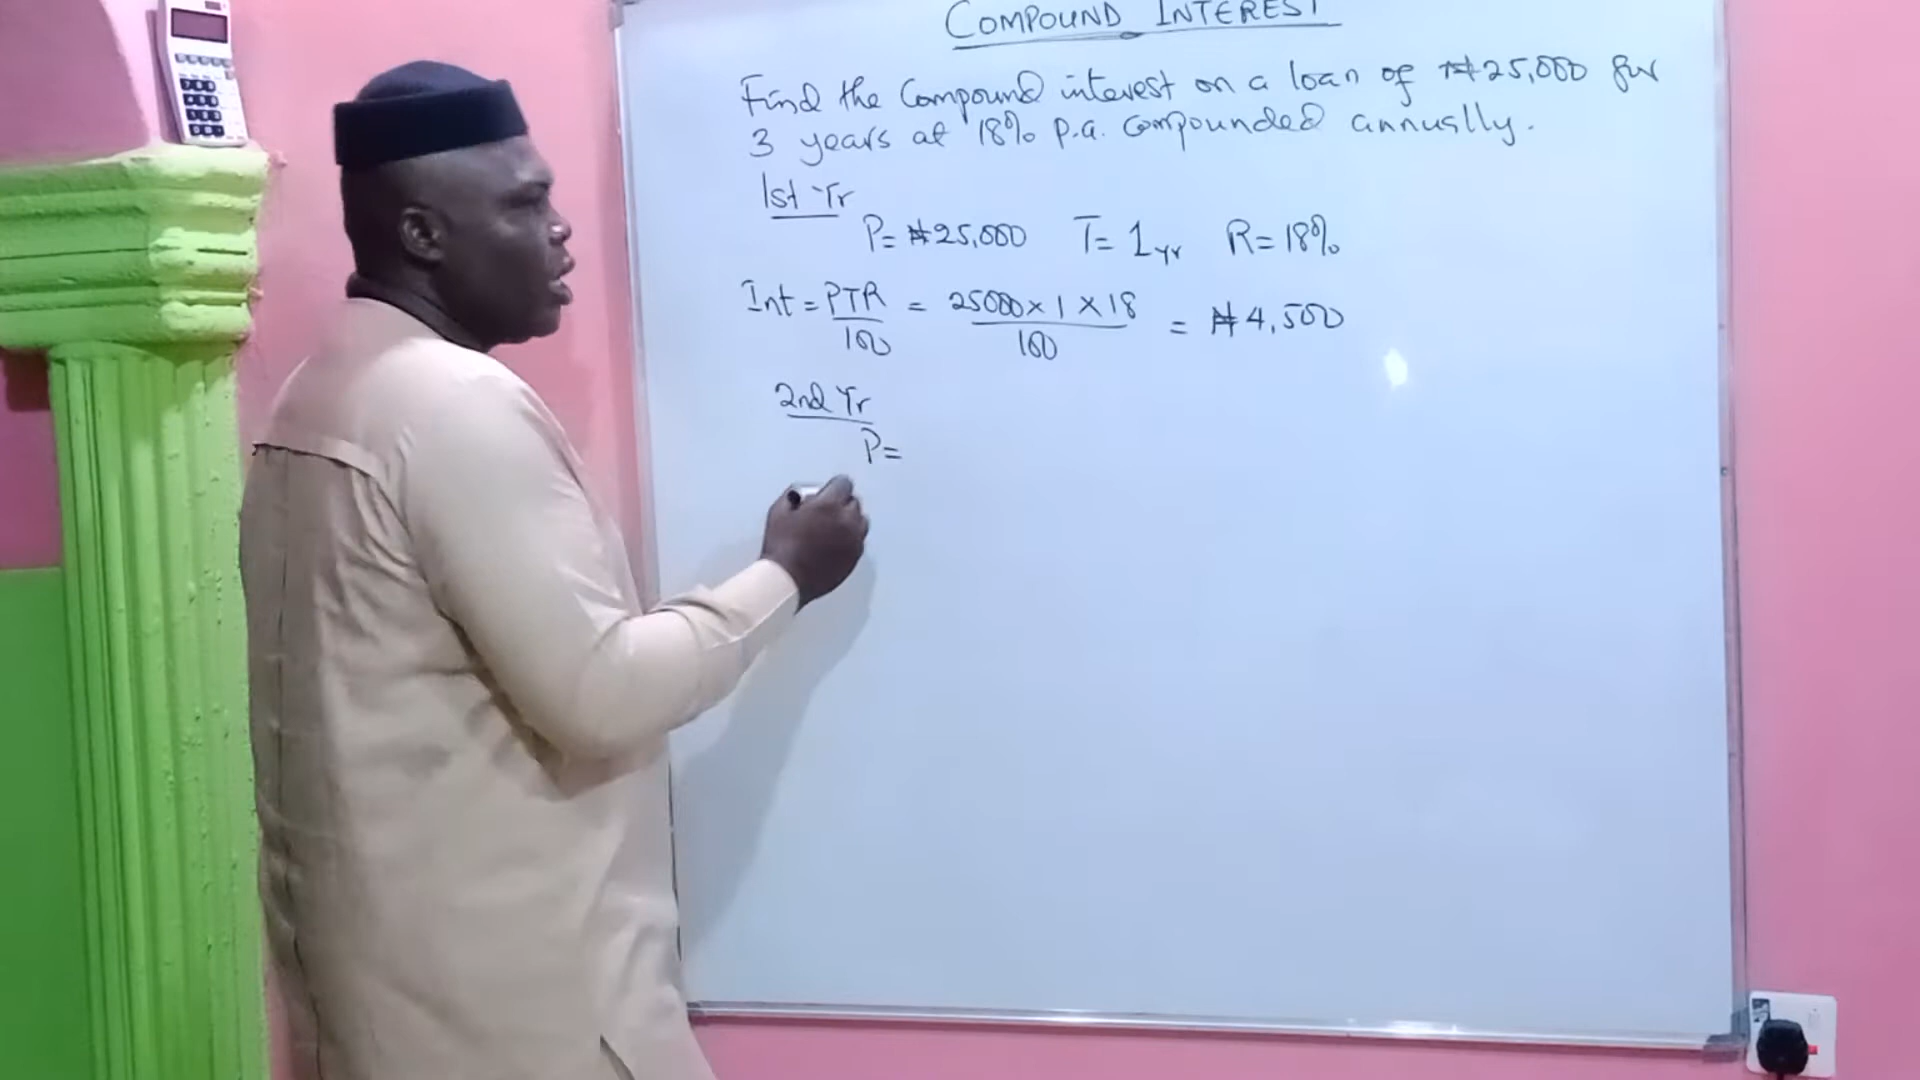 COMPOUND INTEREST
Find the Compound interest on a loan of ₦25,000 for
3 years at 18% p.a. compounded annually.
1st Yr
P= ₦25,000 T= 1yr R= 18%
Int = PTR/100 = 25000 × 1 × 18/100 = ₦4,500
2nd Yr
P=